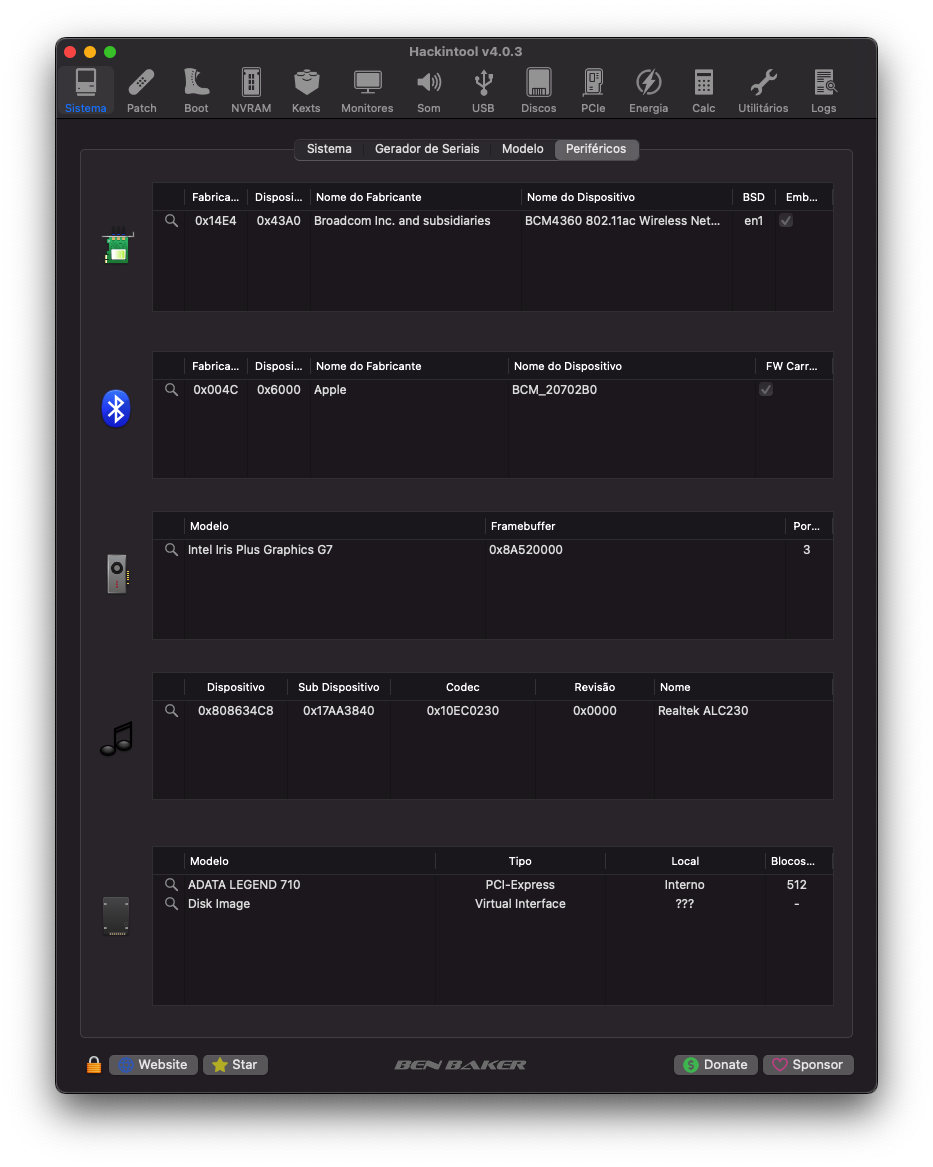 Hackintool v4.0.3
Sistema Patch Boot NVRAM Kexts Monitores Som USB Discos PCIe Energia Calc Utilitários Logs
Sistema Gerador de Seriais Modelo Periféricos
Fabrica... Disposi... Nome do Fabricante Nome do Dispositivo BSD Emb...
0x14E4 0x43A0 Broadcom Inc. and subsidiaries BCM4360 802.11ac Wireless Net... en1
Fabrica... Disposi... Nome do Fabricante Nome do Dispositivo FW Carr...
0x004C 0x6000 Apple BCM_20702B0
Modelo Framebuffer Por...
Intel Iris Plus Graphics G7 0x8A520000 3
Dispositivo Sub Dispositivo Codec Revisão Nome
0x808634C8 0x17AA3840 0x10EC0230 0x0000 Realtek ALC230
Modelo Tipo Local Blocos...
ADATA LEGEND 710 PCI-Express Interno 512
Disk Image Virtual Interface ??? -
Website Star BEN BAKER Donate Sponsor